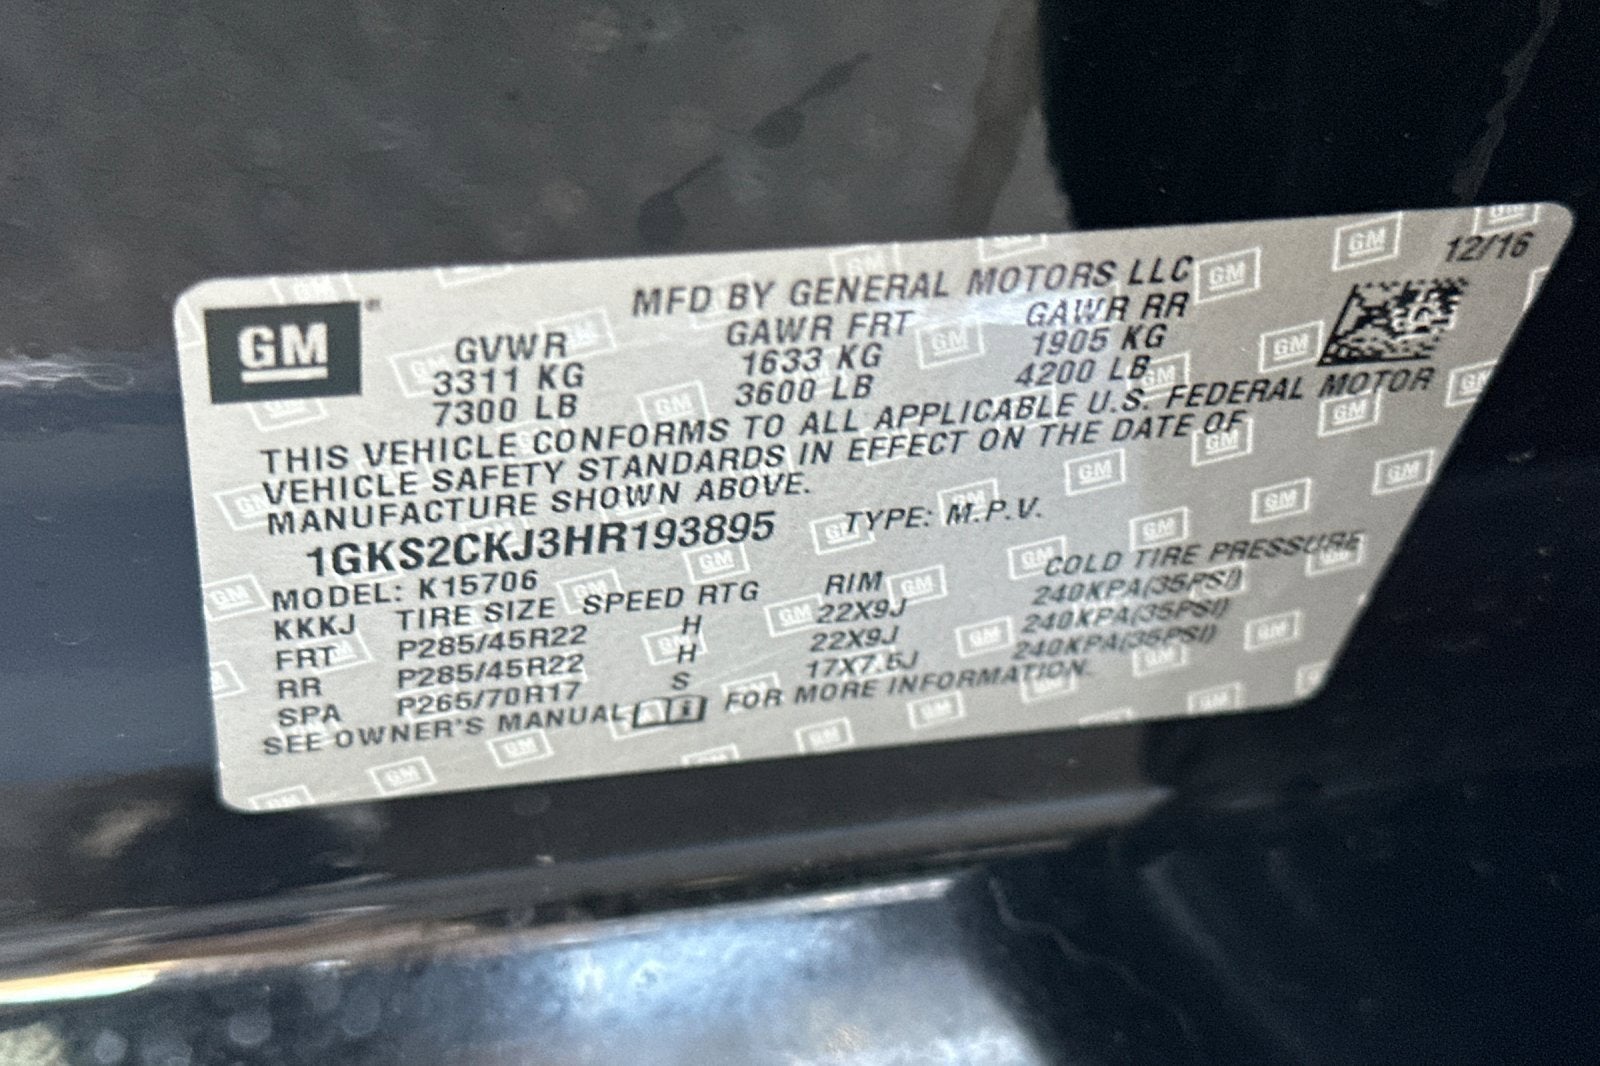 12/16
MFD BY GENERAL MOTORS LLC
GM
GVWR GAWR FRT GAWR RR
3311 KG 1633 KG 1905 KG
7300 LB 3600 LB 4200 LB
THIS VEHICLE CONFORMS TO ALL APPLICABLE U.S. FEDERAL MOTOR
VEHICLE SAFETY STANDARDS IN EFFECT ON THE DATE OF
MANUFACTURE SHOWN ABOVE.
1GKS2CKJ3HR193895 TYPE: M.P.V.
MODEL: K15706
KKKJ TIRE SIZE SPEED RTG RIM COLD TIRE PRESSURE
FRT P285/45R22 H 22X9J 240KPA(35PSI)
RR P285/45R22 H 22X9J 240KPA(35PSI)
SPA P265/70R17 S 17X7.5J 240KPA(35PSI)
SEE OWNER'S MANUAL FOR MORE INFORMATION.